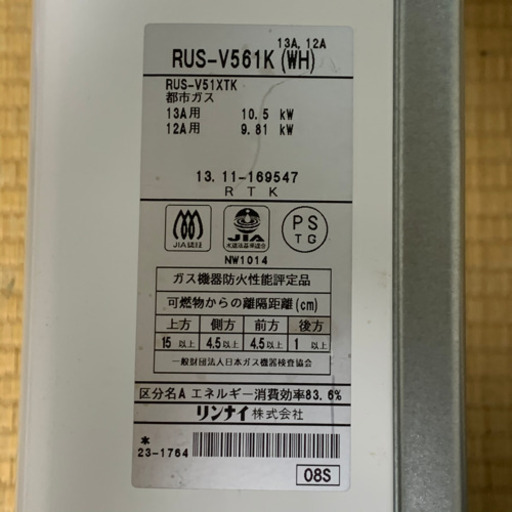 13A, 12A
RUS-V561K (WH)
RUS-V51XTK
都市ガス
13A用 10.5 kW
12A用 9.81 kW
13.11-169547
RTK
JIA認証
JIA
PS
TG
NW1014
ガス機器防火性能評定品
可燃物からの離隔距離(cm)
上方 側方 前方 後方
15以上 4.5以上 4.5以上 1以上
一般財団法人日本ガス機器検査協会
区分名A エネルギー消費効率83.6%
リンナイ株式会社
*
23-1764
08S